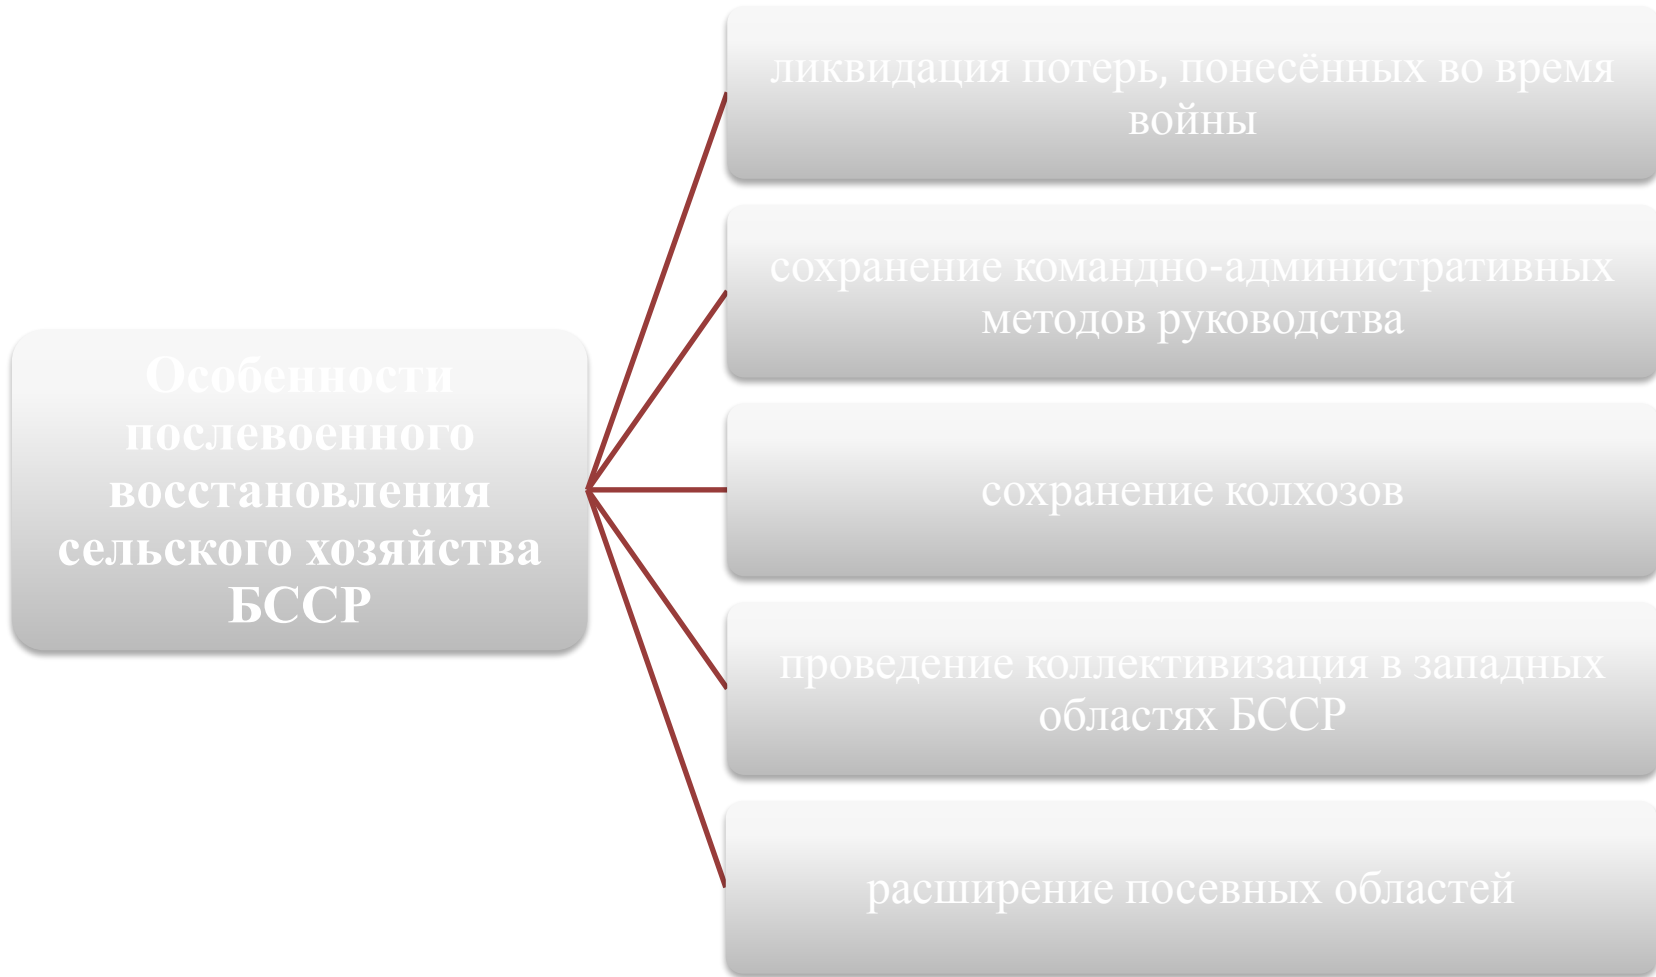 Особенности
послевоенного
восстановления
сельского хозяйства
БССР
ликвидация потерь, понесённых во время
войны
сохранение командно-административных
методов руководства
сохранение колхозов
проведение коллективизация в западных
областях БССР
расширение посевных областей